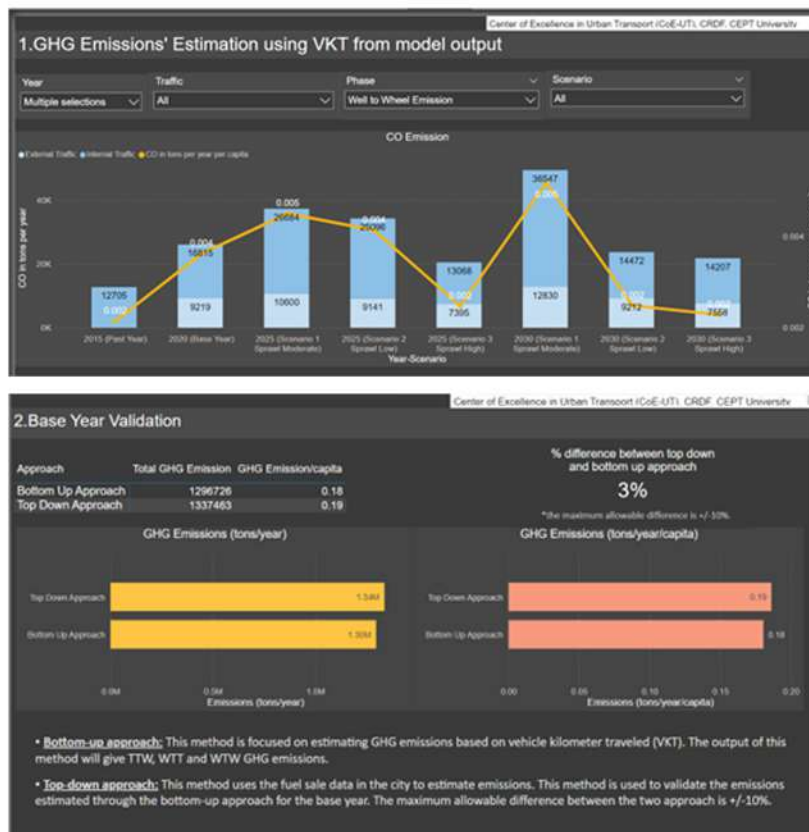 Center of Excellence in Urban Transport (CoE-UT), CRDF, CEPT University
1.GHG Emissions' Estimation using VKT from model output
Year Traffic Phase Scenario
Multiple selections All Well to Wheel Emission All
CO Emission
External Traffic Internal Traffic CO in tons per year per capita
CO in tons per year
40K
20K
0K
0.004
0.002
12705
0.002
0.004
16815
9219
0.005
26684
10600
0.004
25096
9141
13068
0.002
7395
36547
0.005
12830
14472
0.002
9212
14207
0.002
7558
2015 (Past Year) 2020 (Base Year) 2025 (Scenario 1 Sprawl Moderate) 2025 (Scenario 2 Sprawl Low) 2025 (Scenario 3 Sprawl High) 2030 (Scenario 1 Sprawl Moderate) 2030 (Scenario 2 Sprawl Low) 2030 (Scenario 3 Sprawl High)
Year-Scenario
Center of Excellence in Urban Transport (CoE-UT), CRDF, CEPT University
2.Base Year Validation
Approach Total GHG Emission GHG Emission/capita
Bottom Up Approach 1296726 0.18
Top Down Approach 1337463 0.19
% difference between top down
and bottom up approach
3%
*the maximum allowable difference is +/-10%.
GHG Emissions (tons/year)
Top Down Approach 1.34M
Bottom Up Approach 1.30M
0.0M 0.5M 1.0M
Emissions (tons/year)
GHG Emissions (tons/year/capita)
Top Down Approach 0.19
Bottom Up Approach 0.18
0.00 0.05 0.10 0.15 0.20
Emissions (tons/year/capita)
• Bottom-up approach: This method is focused on estimating GHG emissions based on vehicle kilometer traveled (VKT). The output of this
method will give TTW, WTT and WTW GHG emissions.
• Top-down approach: This method uses the fuel sale data in the city to estimate emissions. This method is used to validate the emissions
estimated through the bottom-up approach for the base year. The maximum allowable difference between the two approach is +/-10%.